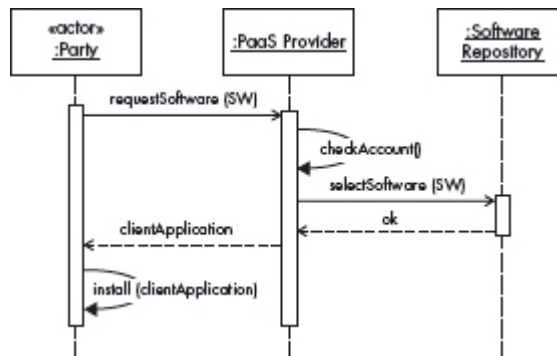 «actor»
:Party
:PaaS Provider
:Software
Repository
requestSoftware (SW)
checkAccount()
selectSoftware (SW)
ok
clientApplication
install (clientApplication)